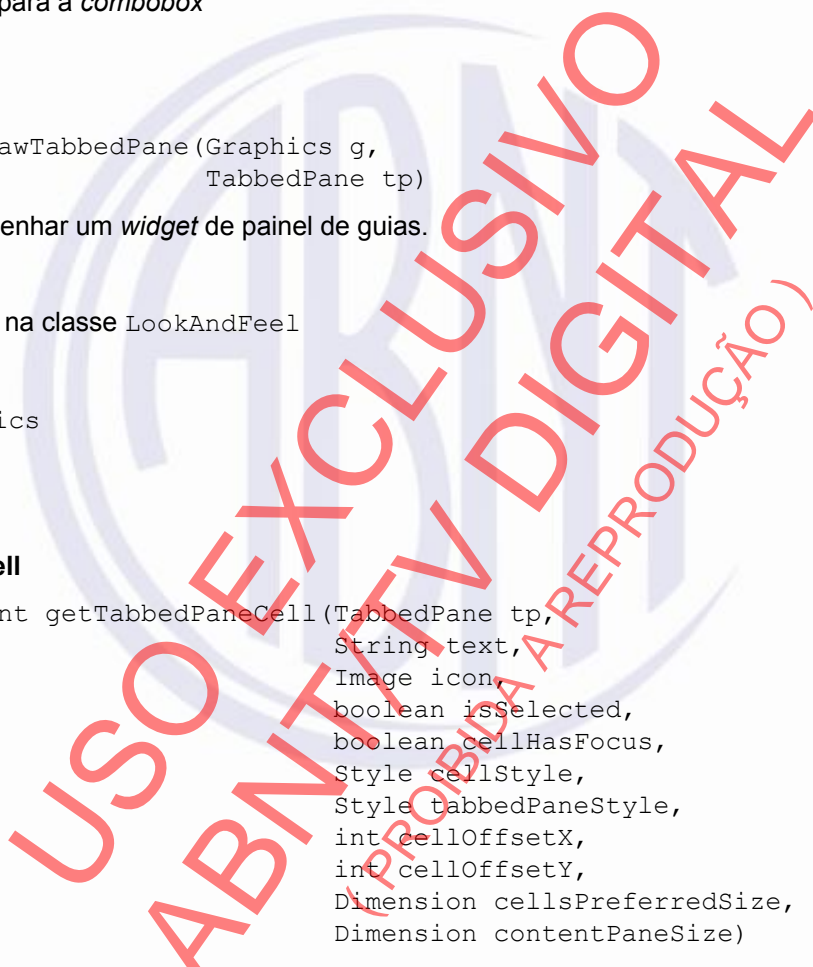 para a combobox
awTabbedPane(Graphics g,
TabbedPane tp)
enhar um widget de painel de guias.
na classe LookAndFeel
ics
ell
nt getTabbedPaneCell(TabbedPane tp,
String text,
Image icon,
boolean isSelected,
boolean cellHasFocus,
Style cellStyle,
Style tabbedPaneStyle,
int cellOffsetX,
int cellOffsetY,
Dimension cellsPreferredSize,
Dimension contentPaneSize)
USO EXCLUSIVO
ABNT/TV DIGITAL
( PROIBIDA A REPRODUÇÃO )
ABNT